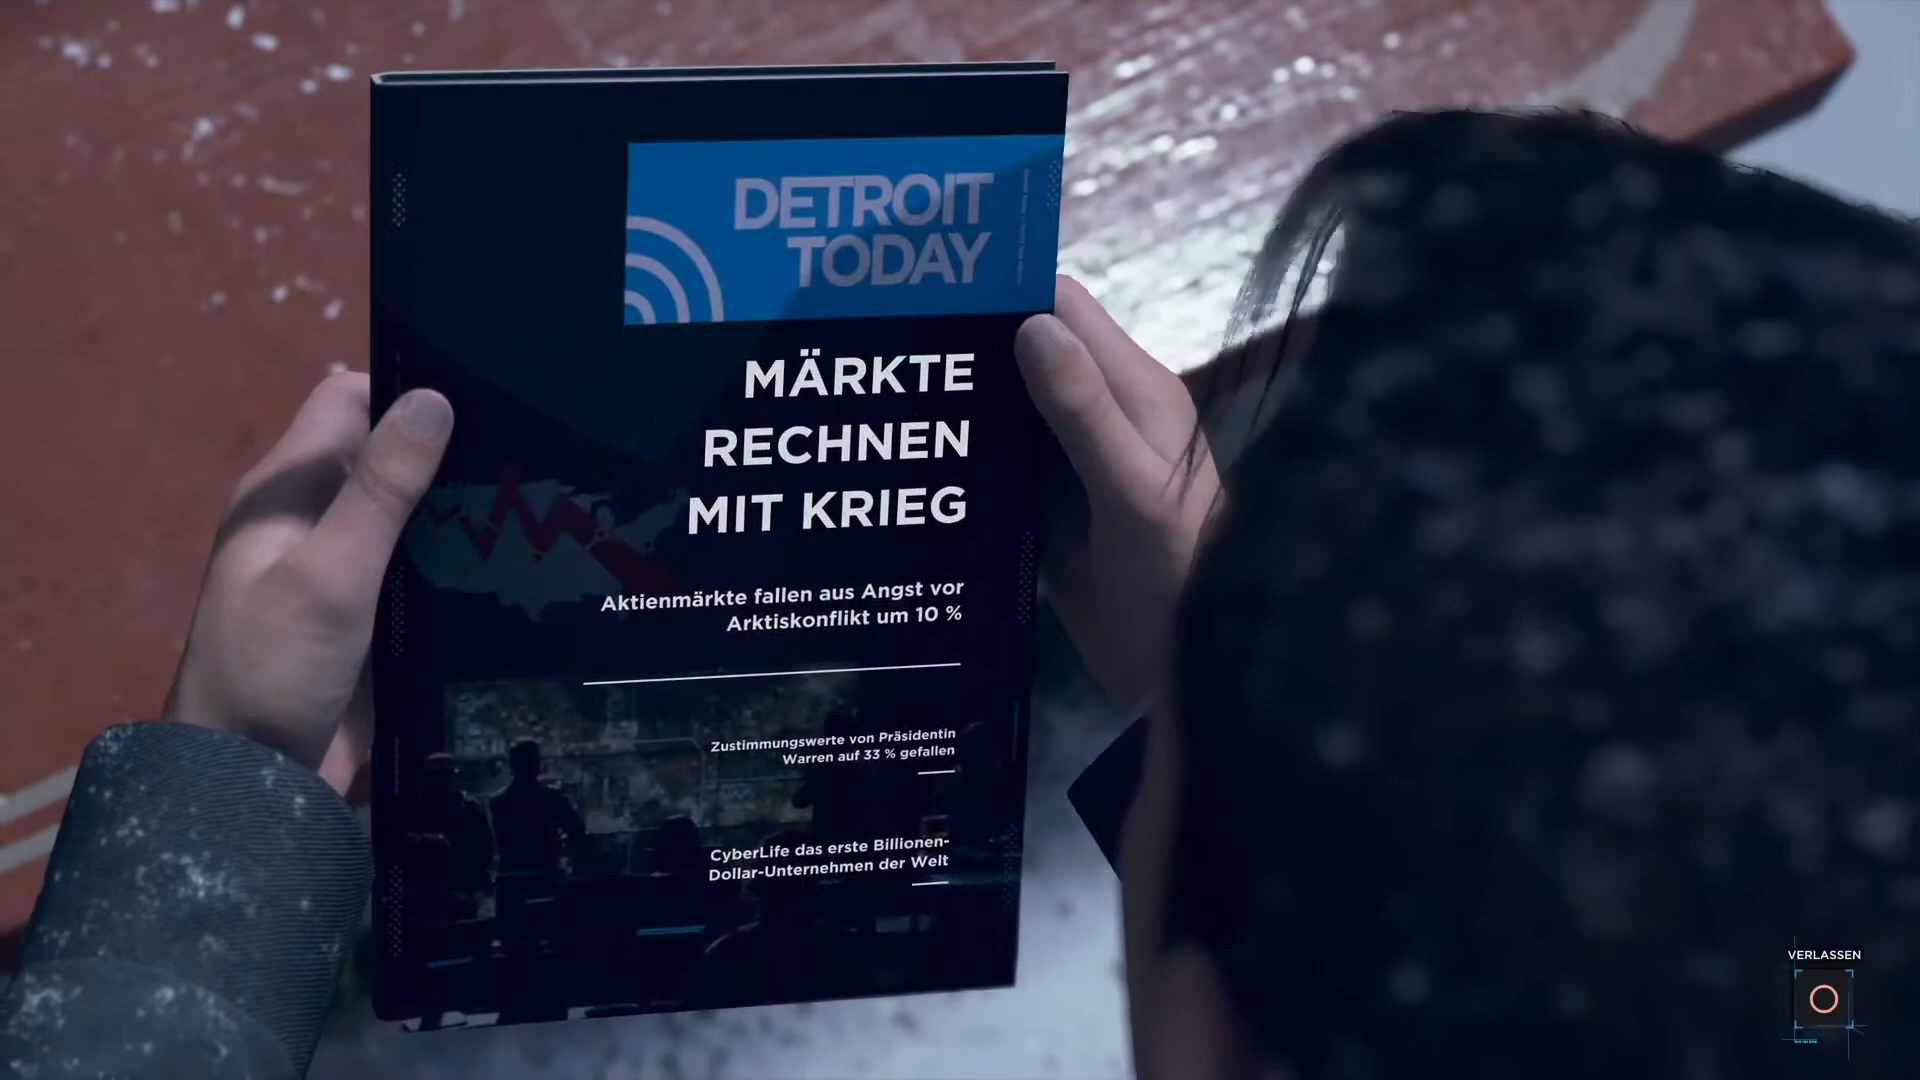 DETROIT
TODAY
MÄRKTE
RECHNEN
MIT KRIEG
Aktienmärkte fallen aus Angst vor
Arktiskonflikt um 10 %
Zustimmungswerte von Präsidentin
Warren auf 33 % gefallen
CyberLife das erste Billionen-
Dollar-Unternehmen der Welt
VERLASSEN